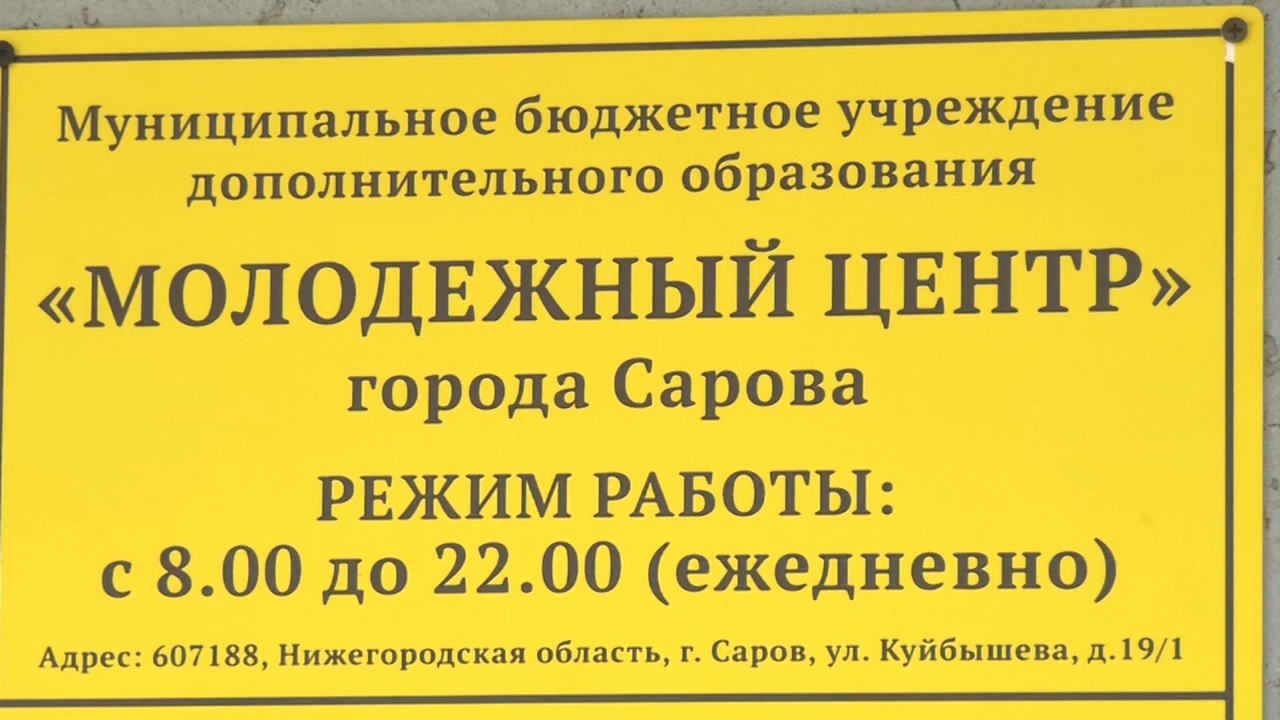 Муниципальное бюджетное учреждение
дополнительного образования
«МОЛОДЕЖНЫЙ ЦЕНТР»
города Сарова
РЕЖИМ РАБОТЫ:
с 8.00 до 22.00 (ежедневно)
Адрес: 607188, Нижегородская область, г. Саров, ул. Куйбышева, д.19/1